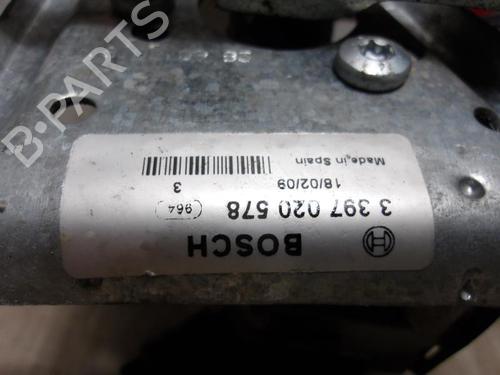 BOSCH
3 397 020 578 (964)
18/02/09 3
Made in Spain
B-PARTS